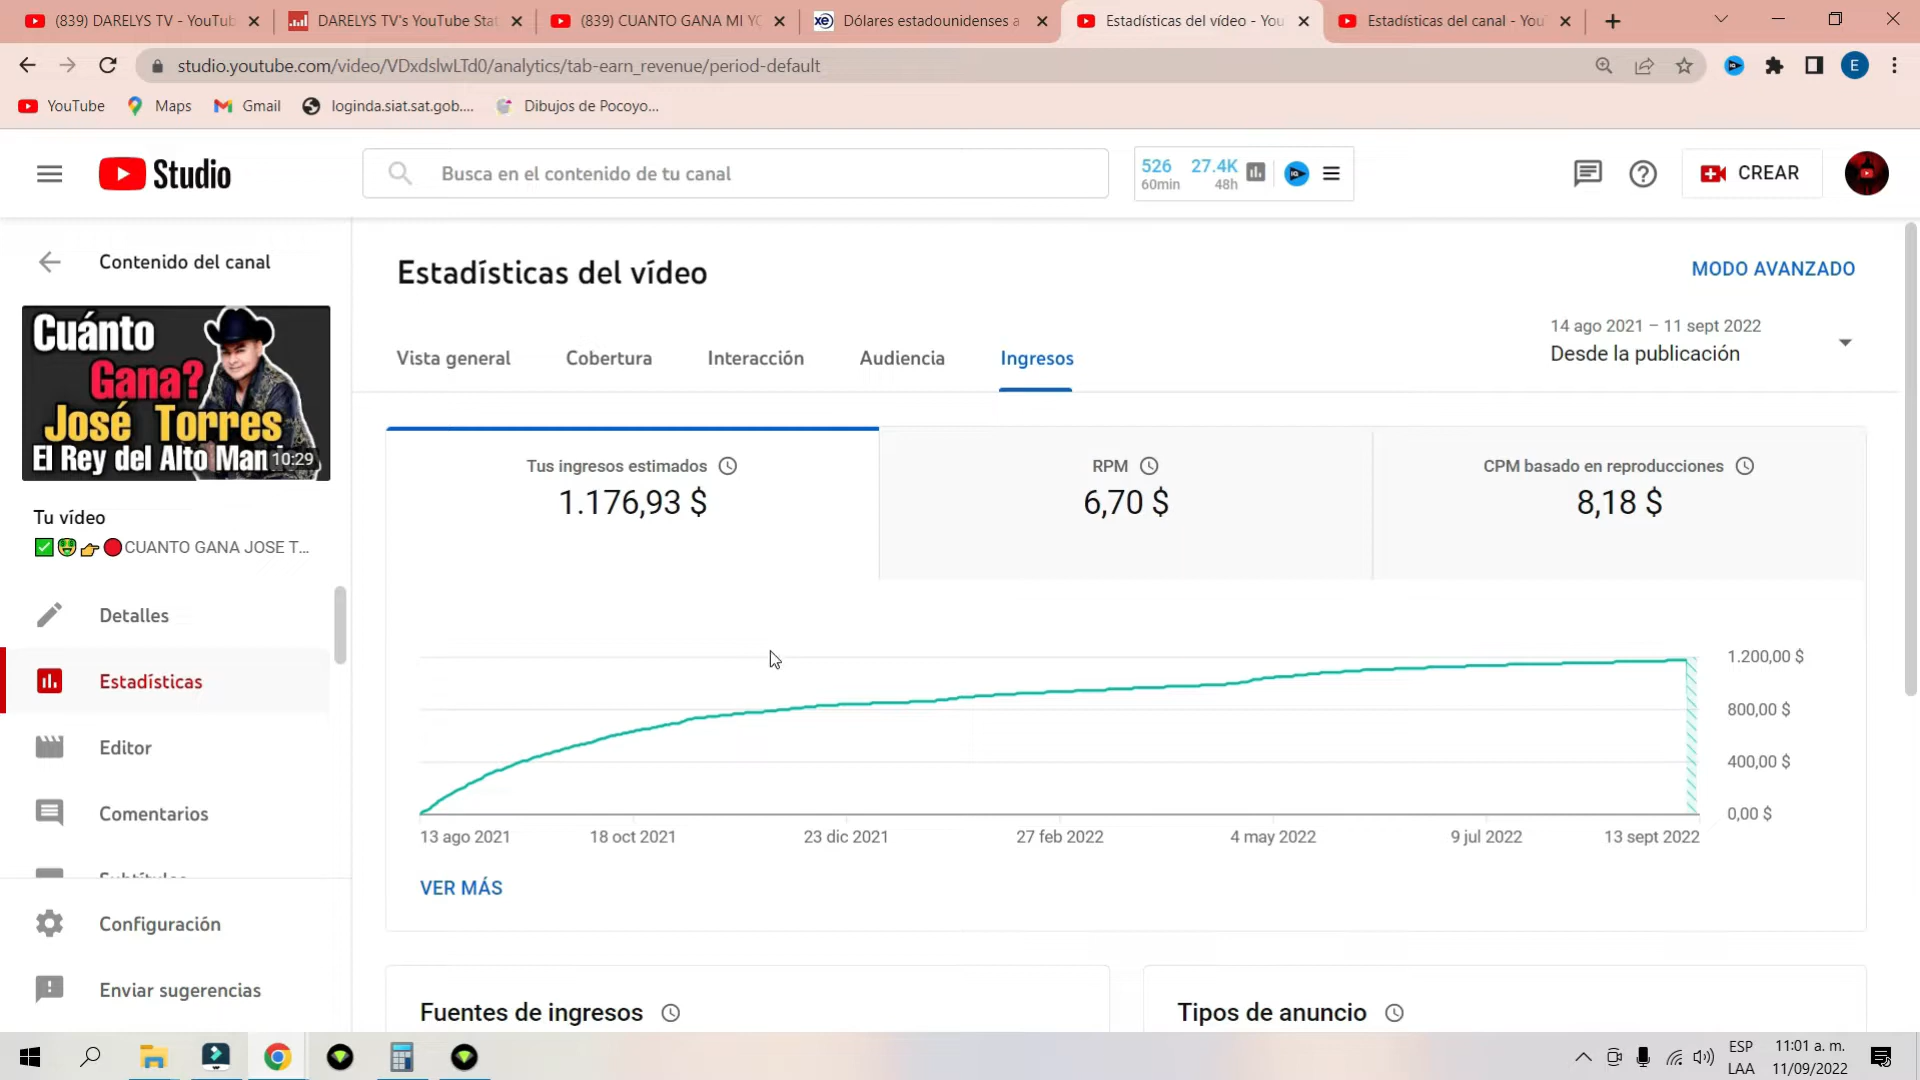 (839) DARELYS TV - YouTub
DARELYS TV's YouTube Stat
(839) CUANTO GANA MI YO
Dólares estadounidenses a
Estadísticas del vídeo - You
Estadísticas del canal - YouT
studio.youtube.com/video/VDxdslwLTd0/analytics/tab-earn_revenue/period-default
E
YouTube
Maps
Gmail
loginda.siat.sat.gob....
Dibujos de Pocoyo...
Studio
Busca en el contenido de tu canal
526
60min
27.4K
48h
CREAR
Contenido del canal
Cuánto
Gana?
José Torres
El Rey del Alto Man
10:29
Tu vídeo
CUANTO GANA JOSE T...
Detalles
Estadísticas
Editor
Comentarios
Subtítulos
Configuración
Enviar sugerencias
Estadísticas del vídeo
MODO AVANZADO
Vista general
Cobertura
Interacción
Audiencia
Ingresos
14 ago 2021 – 11 sept 2022
Desde la publicación
Tus ingresos estimados
1.176,93 $
RPM
6,70 $
CPM basado en reproducciones
8,18 $
1.200,00 $
800,00 $
400,00 $
0,00 $
13 ago 2021
18 oct 2021
23 dic 2021
27 feb 2022
4 may 2022
9 jul 2022
13 sept 2022
VER MÁS
Fuentes de ingresos
Tipos de anuncio
ESP
LAA
11:01 a. m.
11/09/2022